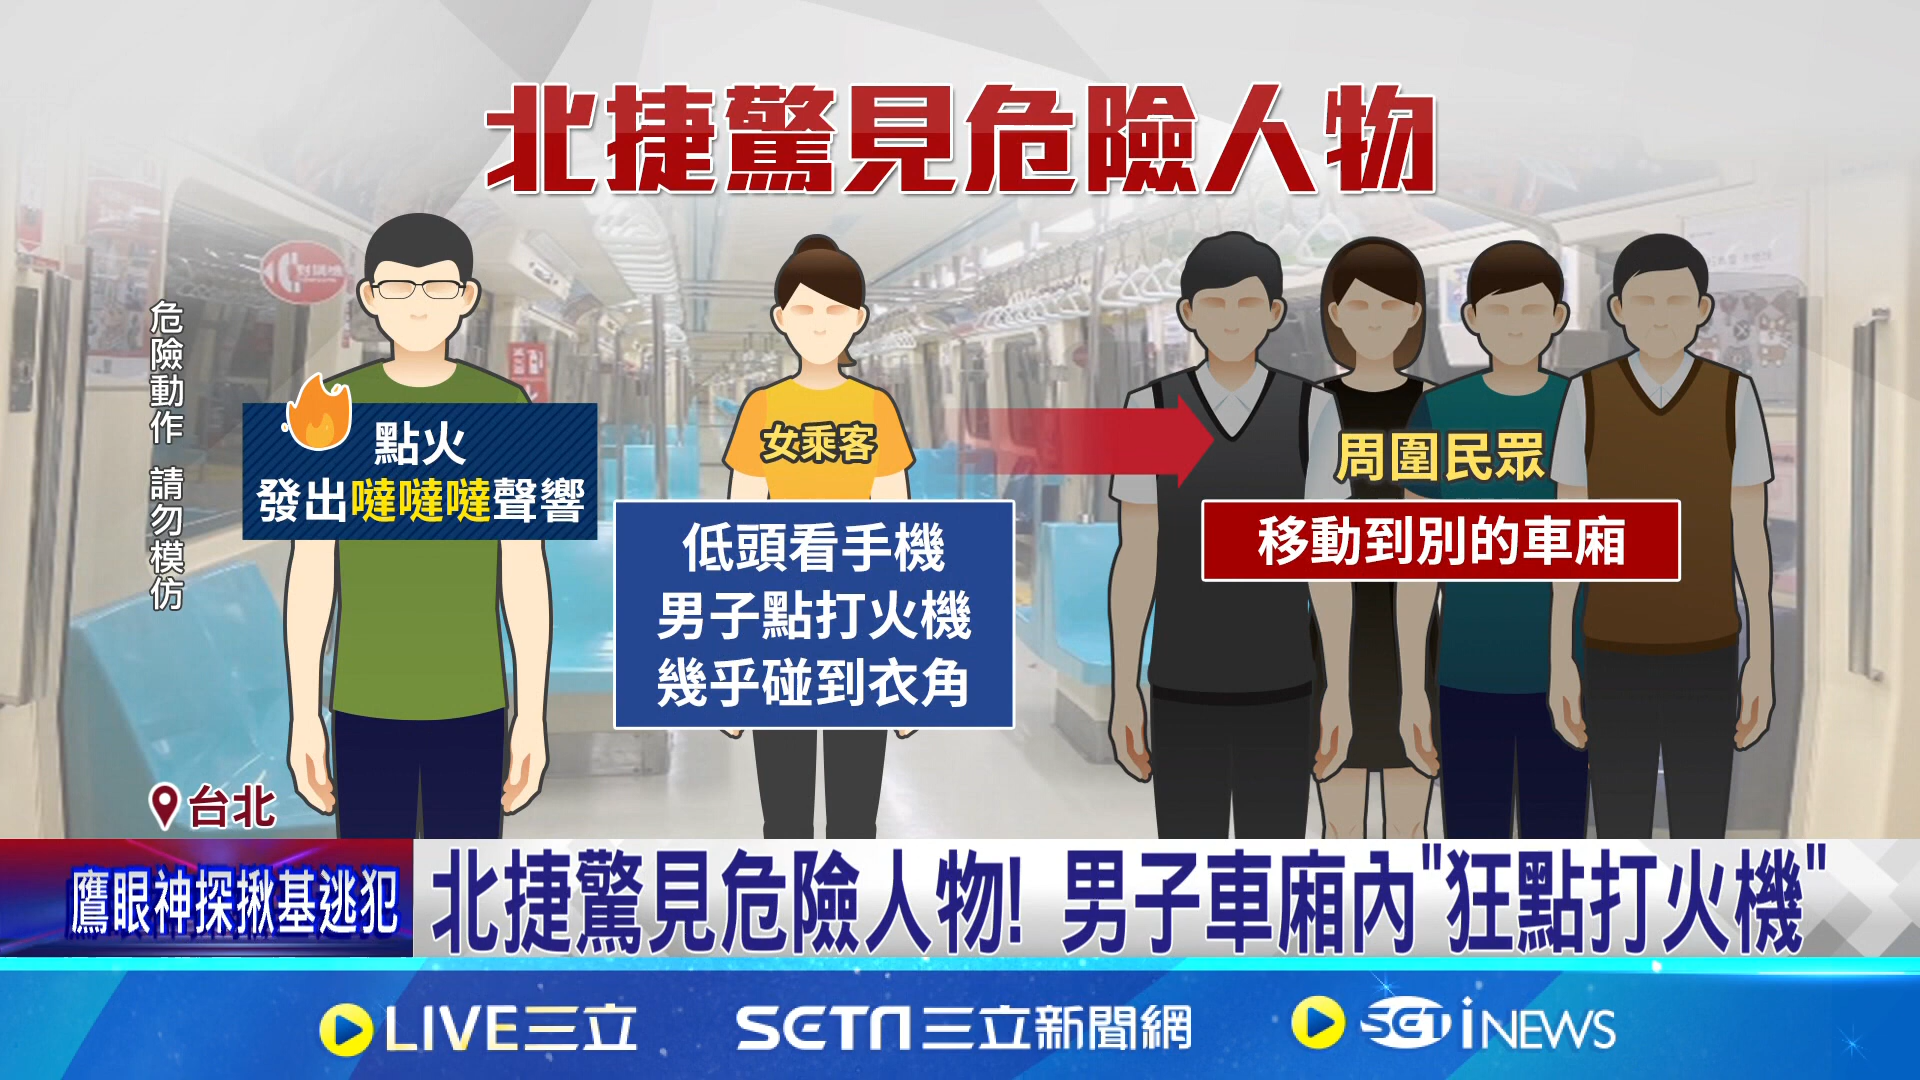 北捷驚見危險人物
危險動作 請勿模仿
點火
發出噠噠噠聲響
女乘客
低頭看手機
男子點打火機
幾乎碰到衣角
周圍民眾
移動到別的車廂
台北
鷹眼神探揪基逃犯
北捷驚見危險人物! 男子車廂內"狂點打火機"
LIVE三立
SETN三立新聞網
SET iNEWS